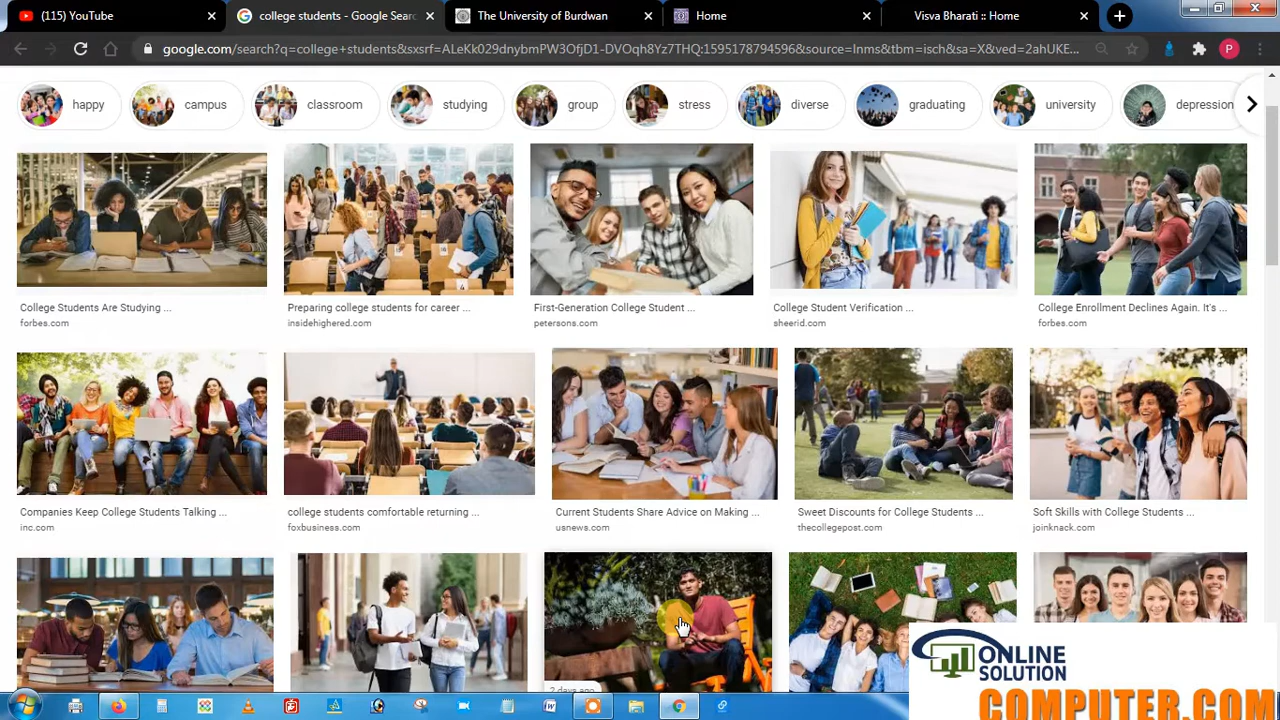 (115) YouTube
college students - Google Sear
The University of Burdwan
Home
Visva Bharati :: Home
google.com/search?q=college+students&sxsrf=ALeKk029dnybmPW3OfjD1-DVOqh8Yz7THQ:1595178794596&source=lnms&tbm=isch&sa=X&ved=2ahUKE...
P
happy
campus
classroom
studying
group
stress
diverse
graduating
university
depression
College Students Are Studying ...
forbes.com
Preparing college students for career ...
insidehighered.com
First-Generation College Student ...
petersons.com
College Student Verification ...
sheerid.com
College Enrollment Declines Again. It's ...
forbes.com
Companies Keep College Students Talking ...
inc.com
college students comfortable returning ...
foxbusiness.com
Current Students Share Advice on Making ...
usnews.com
Sweet Discounts for College Students ...
thecollegepost.com
Soft Skills with College Students ...
joinknack.com
2 days ago
ONLINE
SOLUTION
COMPUTER.COM